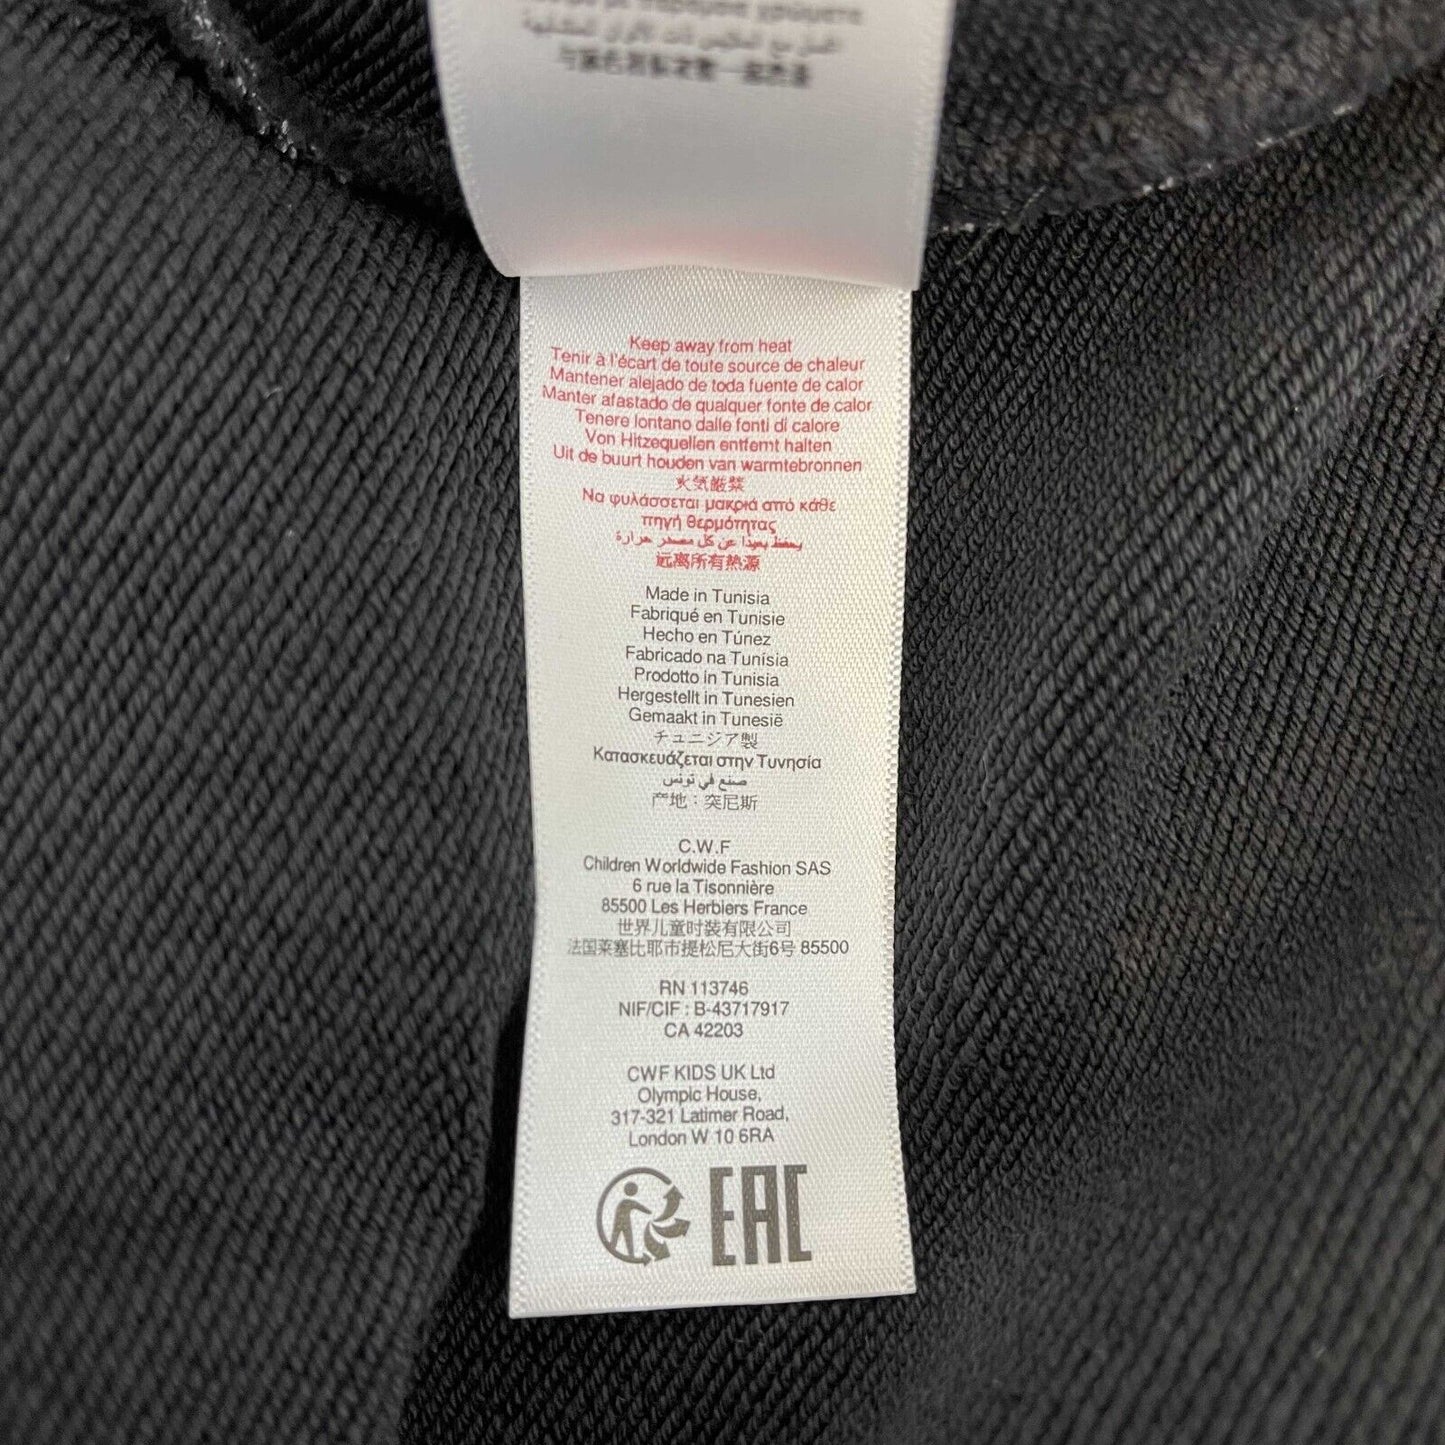 Keep away from heat
Tenir à l'écart de toute source de chaleur
Mantener alejado de toda fuente de calor
Manter afastado de qualquer fonte de calor
Tenere lontano dalle fonti di calore
Von Hitzequellen entfernt halten
Uit de buurt houden van warmtebronnen
火気厳禁
Να φυλάσσεται μακριά από κάθε
πηγή θερμότητας
يحفظ بعيدا عن كل مصدر حرارة
远离所有热源
Made in Tunisia
Fabriqué en Tunisie
Hecho en Túnez
Fabricado na Tunísia
Prodotto in Tunisia
Hergestellt in Tunesien
Gemaakt in Tunesië
チュニジア製
Κατασκευάζεται στην Τυνησία
صنع في تونس
产地：突尼斯
C.W.F
Children Worldwide Fashion SAS
6 rue la Tisonnière
85500 Les Herbiers France
世界儿童时装有限公司
法国莱塞比耶市提松尼大街6号 85500
RN 113746
NIF/CIF : B-43717917
CA 42203
CWF KIDS UK Ltd
Olympic House,
317-321 Latimer Road,
London W 10 6RA
EAC